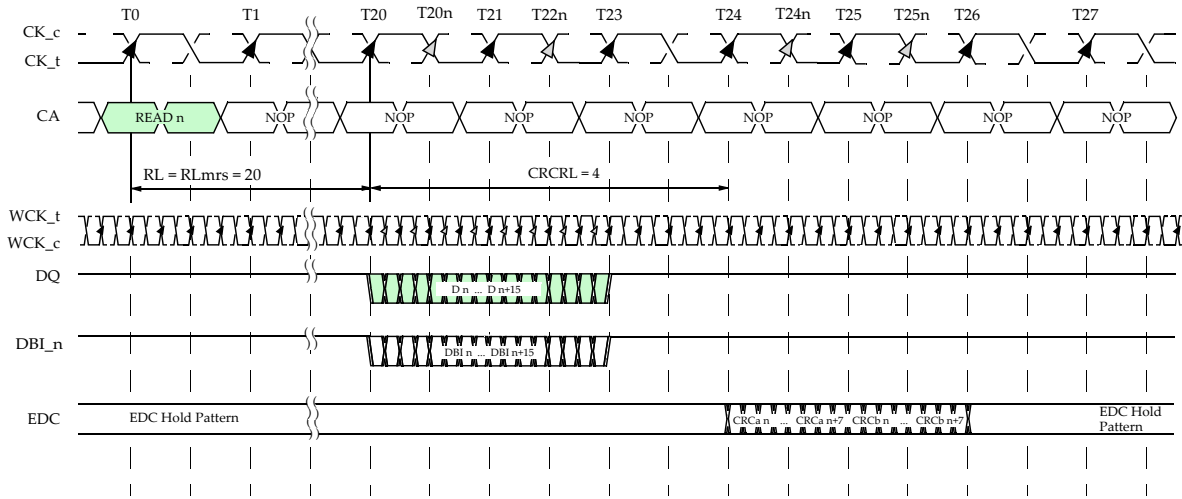 T0 T1 T20 T20n T21 T22n T23 T24 T24n T25 T25n T26 T27
CK_c
CK_t
CA READ n NOP NOP NOP NOP NOP NOP NOP NOP
RL = RLmrs = 20 CRCRL = 4
WCK_t
WCK_c
DQ
D n ... D n+15
DBI_n
DBI n ... DBI n+15
EDC EDC Hold Pattern CRCa n ... CRCa n+7 CRCb n ... CRCb n+7 EDC Hold
Pattern